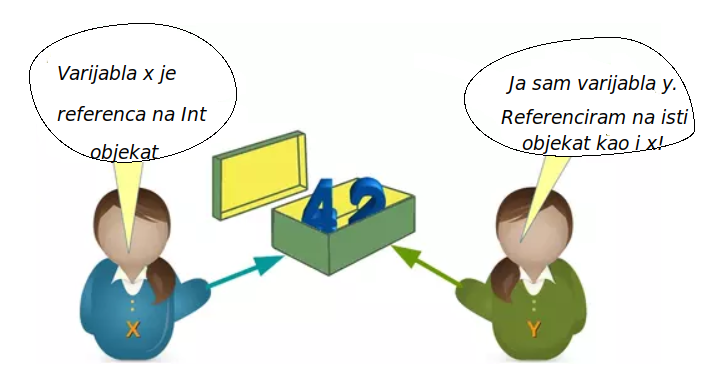 Varijabla x je
referenca na Int
objekat
Ja sam varijabla y.
Referenciram na isti
objekat kao i x!
42
X
Y